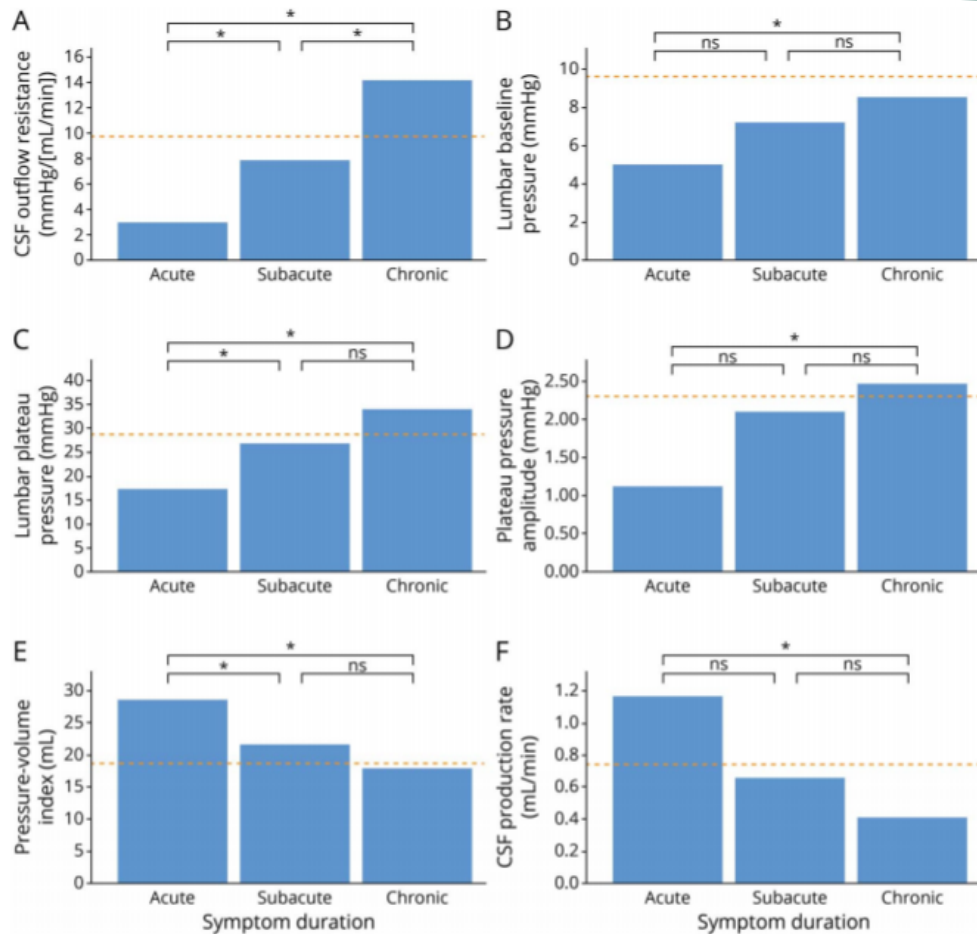 A
*
*
*
CSF outflow resistance
(mmHg/[mL/min])
16
14
12
10
8
6
4
2
0
Acute
Subacute
Chronic
B
*
ns
ns
Lumbar baseline
pressure (mmHg)
10
8
6
4
2
0
Acute
Subacute
Chronic
C
*
*
ns
Lumbar plateau
pressure (mmHg)
40
35
30
25
20
15
10
5
0
Acute
Subacute
Chronic
D
*
ns
ns
Plateau pressure
amplitude (mmHg)
2.50
2.00
1.50
1.00
0.50
0.00
Acute
Subacute
Chronic
E
*
*
ns
Pressure-volume
index (mL)
30
25
20
15
10
5
0
Acute
Subacute
Chronic
Symptom duration
F
*
ns
ns
CSF production rate
(mL/min)
1.2
1.0
0.8
0.6
0.4
0.2
0.0
Acute
Subacute
Chronic
Symptom duration